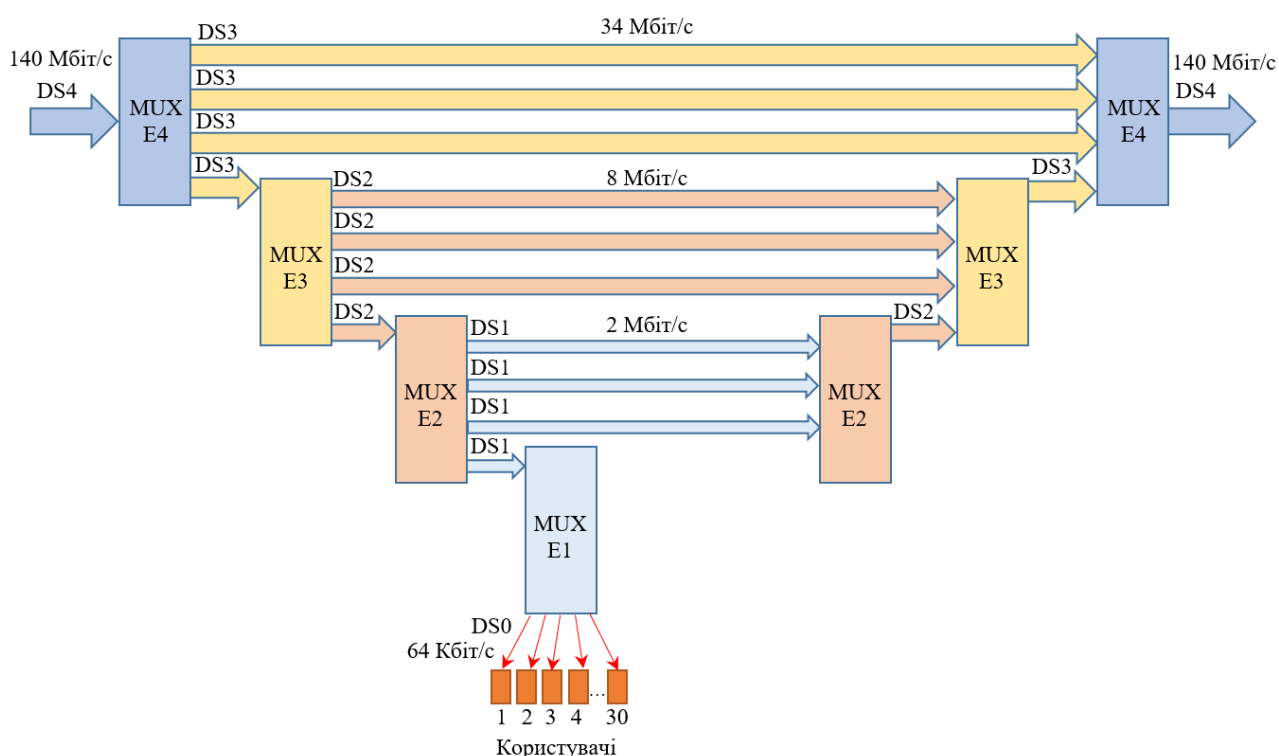 DS3
34 Мбіт/с
140 Мбіт/с
DS4
MUX
E4
DS3
DS3
DS3
140 Мбіт/с
DS4
MUX
E4
DS2
8 Мбіт/с
DS3
MUX
E3
DS2
DS2
DS2
MUX
E3
DS1
2 Мбіт/с
DS2
MUX
E2
DS1
DS1
DS1
MUX
E2
MUX
E1
DS0
64 Кбіт/с
1 2 3 4 ... 30
Користувачі